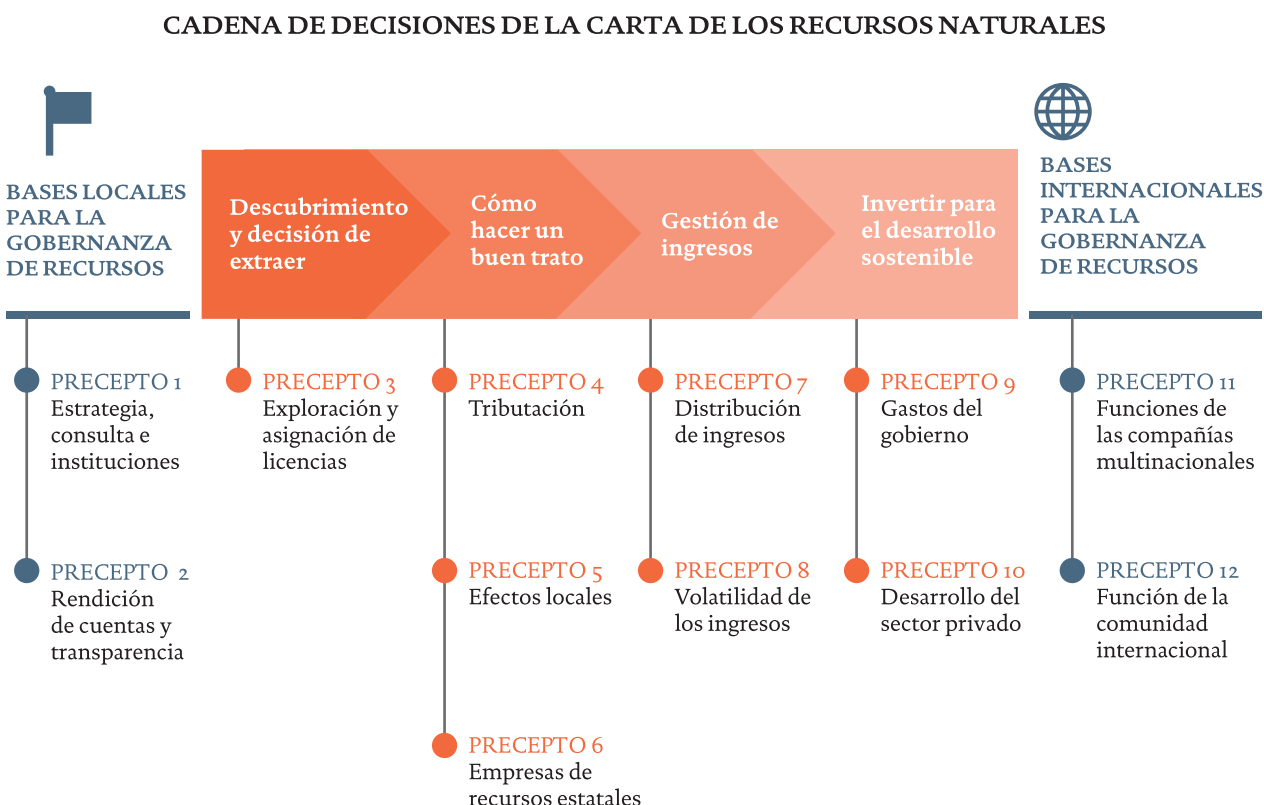 CADENA DE DECISIONES DE LA CARTA DE LOS RECURSOS NATURALES
BASES LOCALES
PARA LA
GOBERNANZA
DE RECURSOS
Descubrimiento
y decisión de
extraer
Cómo
hacer un
buen trato
Gestión de
ingresos
Invertir para
el desarrollo
sostenible
BASES
INTERNACIONALES
PARA LA
GOBERNANZA
DE RECURSOS
PRECEPTO 1
Estrategia,
consulta e
instituciones
PRECEPTO 2
Rendición
de cuentas y
transparencia
PRECEPTO 3
Exploración y
asignación de
licencias
PRECEPTO 4
Tributación
PRECEPTO 5
Efectos locales
PRECEPTO 6
Empresas de
recursos estatales
PRECEPTO 7
Distribución
de ingresos
PRECEPTO 8
Volatilidad de
los ingresos
PRECEPTO 9
Gastos del
gobierno
PRECEPTO 10
Desarrollo del
sector privado
PRECEPTO 11
Funciones de
las compañías
multinacionales
PRECEPTO 12
Función de la
comunidad
internacional